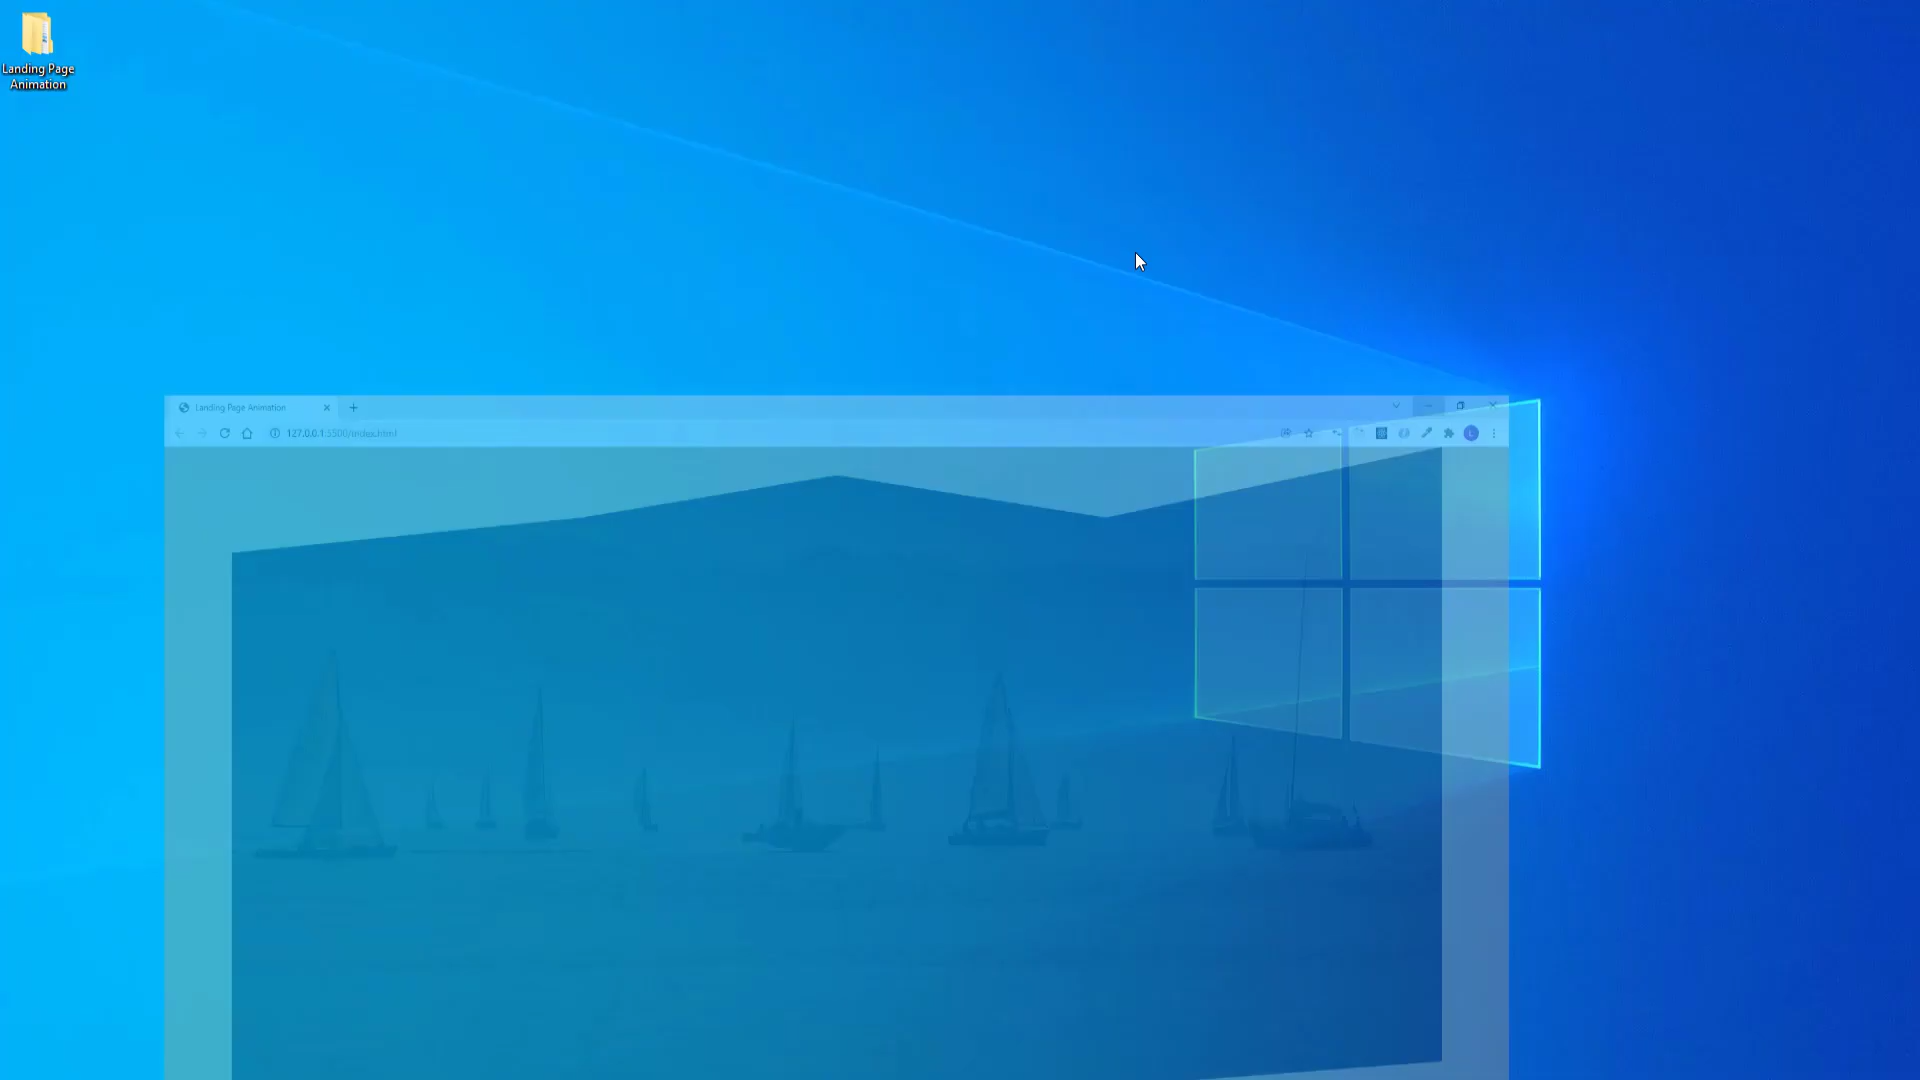 Landing Page
Animation
Landing Page Animation
127.0.0.1:5500/index.html
L